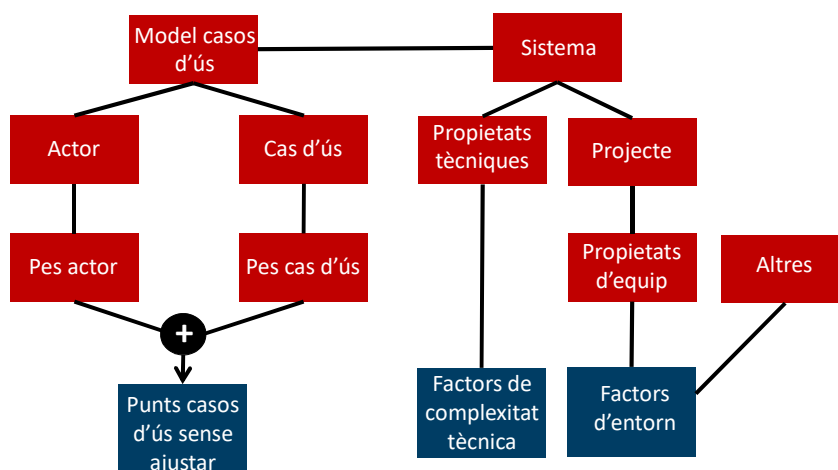 Model casos
d'ús
Sistema
Actor
Cas d'ús
Propietats
tècniques
Projecte
Pes actor
Pes cas d'ús
Propietats
d'equip
Altres
+
Punts casos
d'ús sense
ajustar
Factors de
complexitat
tècnica
Factors
d'entorn